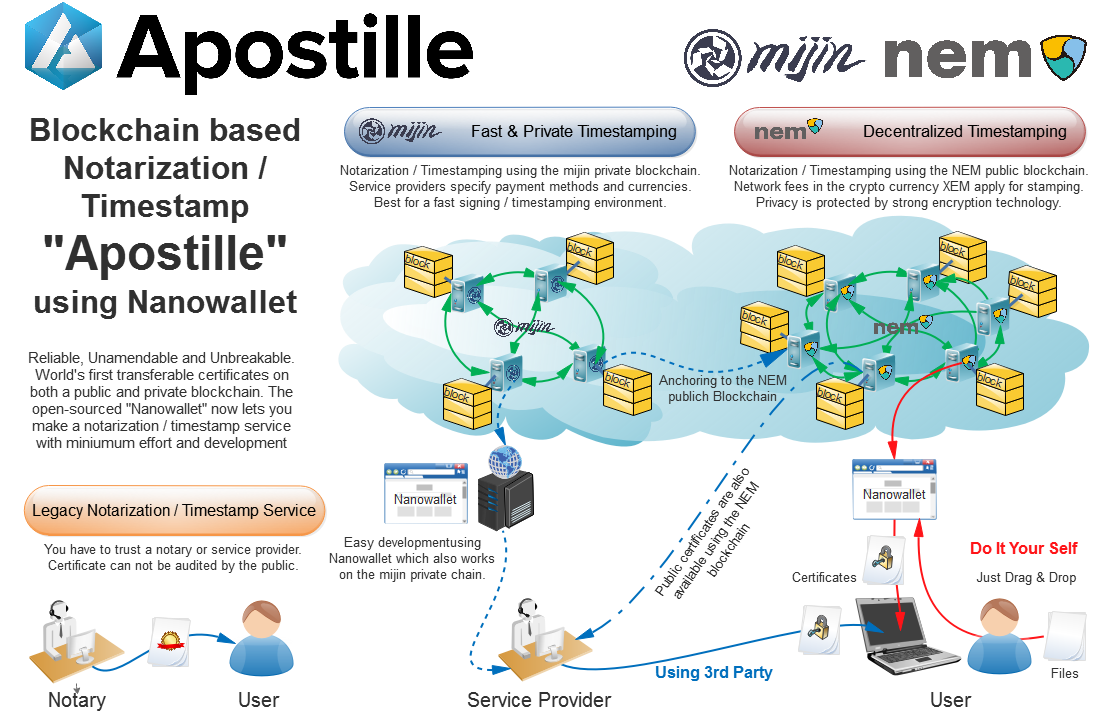 Apostille
mijin nem
Blockchain based
Notarization /
Timestamp
"Apostille"
using Nanowallet
Reliable, Unamendable and Unbreakable.
World's first transferable certificates on
both a public and private blockchain. The
open-sourced "Nanowallet" now lets you
make a notarization / timestamp service
with miniumum effort and development
Legacy Notarization / Timestamp Service
You have to trust a notary or service provider.
Certificate can not be audited by the public.
Notary
User
mijin Fast & Private Timestamping
Notarization / Timestamping using the mijin private blockchain.
Service providers specify payment methods and currencies.
Best for a fast signing / timestamping environment.
nem Decentralized Timestamping
Notarization / Timestamping using the NEM public blockchain.
Network fees in the crypto currency XEM apply for stamping.
Privacy is protected by strong encryption technology.
block
block
mijin
block
block
block
block
block
nem
block
block
block
Anchoring to the NEM
publich Blockchain
Nanowallet
Easy developmentusing
Nanowallet which also works
on the mijin private chain.
Public certificates are also
available using the NEM
blockchain
Nanowallet
Do It Your Self
Just Drag & Drop
Certificates
Files
Using 3rd Party
Service Provider
User